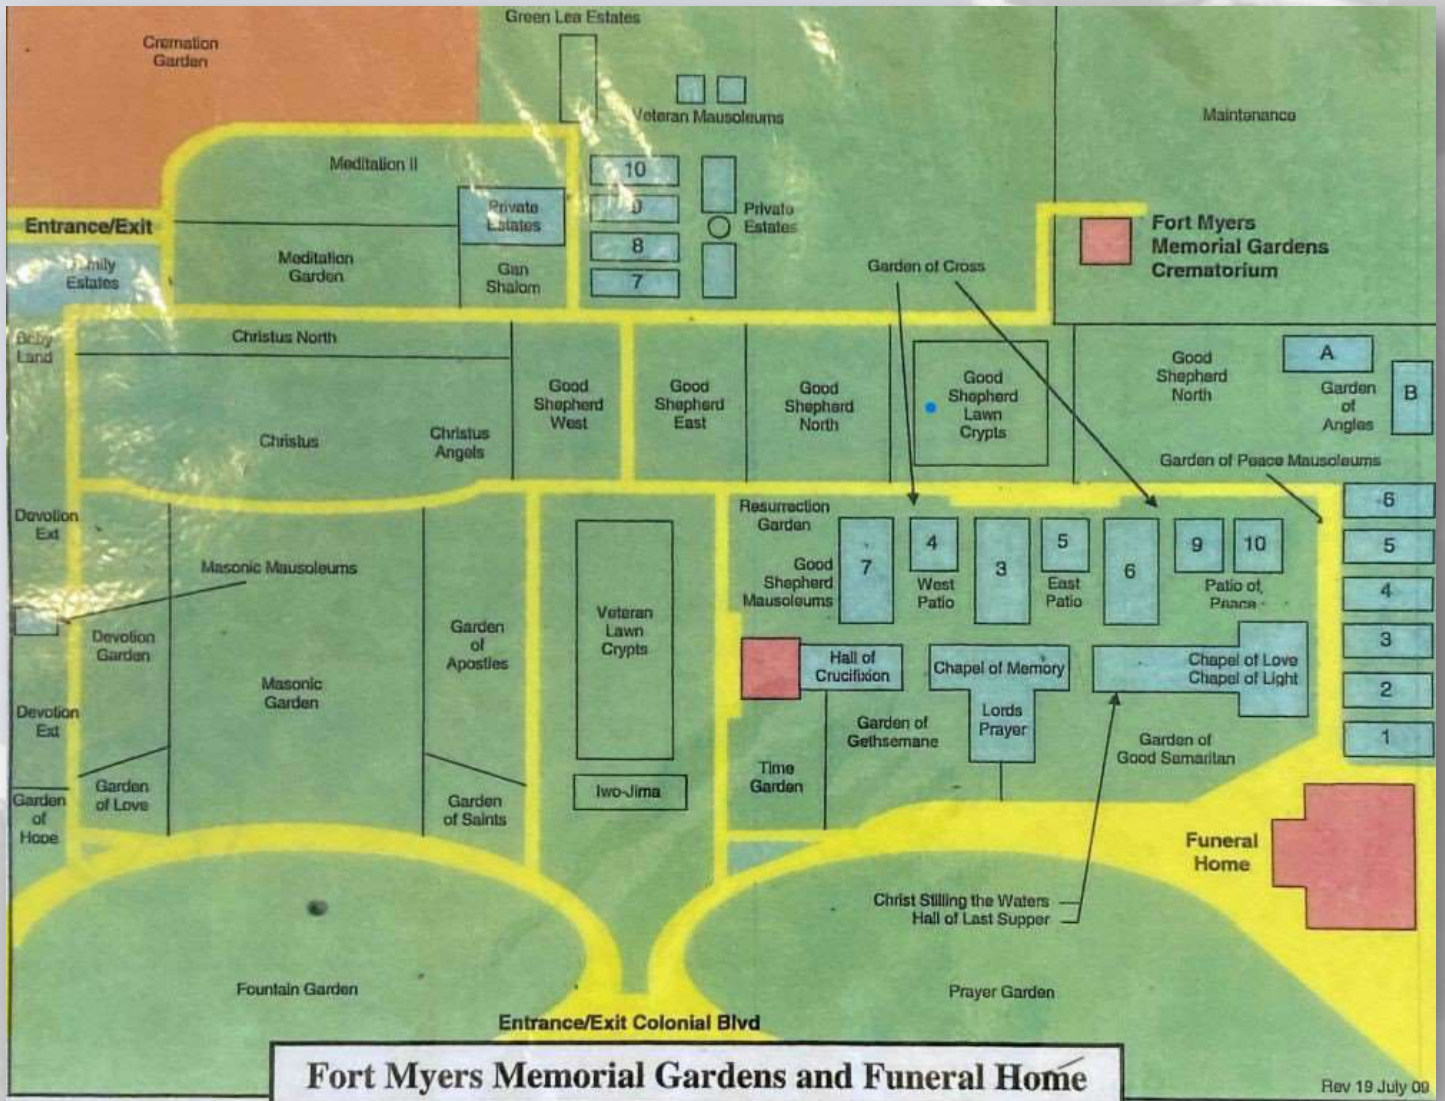 Green Lea Estates
Cremation
Garden
Veteran Mausoleums
Maintenance
Meditation II
10
Private
Estates
9
Private
Estates
Entrance/Exit
8
Fort Myers
Memorial Gardens
Crematorium
Family
Estates
Meditation
Garden
Gan
Shalom
7
Garden of Cross
Baby
Land
Christus North
Good
Shepherd
West
Good
Shepherd
East
Good
Shepherd
North
Good
Shepherd
Lawn
Crypts
Good
Shepherd
North
A
Garden
of
Angles
B
Christus
Christus
Angels
Garden of Peace Mausoleums
Devotion
Ext
Resurrection
Garden
Good
Shepherd
Mausoleums
7
4
West
Patio
3
5
East
Patio
6
9
10
Patio of
Peace
6
5
4
3
2
1
Masonic Mausoleums
Devotion
Garden
Masonic
Garden
Garden
of
Apostles
Veteran
Lawn
Crypts
Hall of
Crucifixion
Chapel of Memory
Lords
Prayer
Chapel of Love
Chapel of Light
Devotion
Ext
Garden of
Gethsemane
Garden of
Good Samaritan
Garden
of
Hope
Garden
of Love
Garden
of Saints
Iwo-Jima
Time
Garden
Funeral
Home
Christ Stilling the Waters
Hall of Last Supper
Fountain Garden
Prayer Garden
Entrance/Exit Colonial Blvd
Fort Myers Memorial Gardens and Funeral Home
Rev 19 July 09